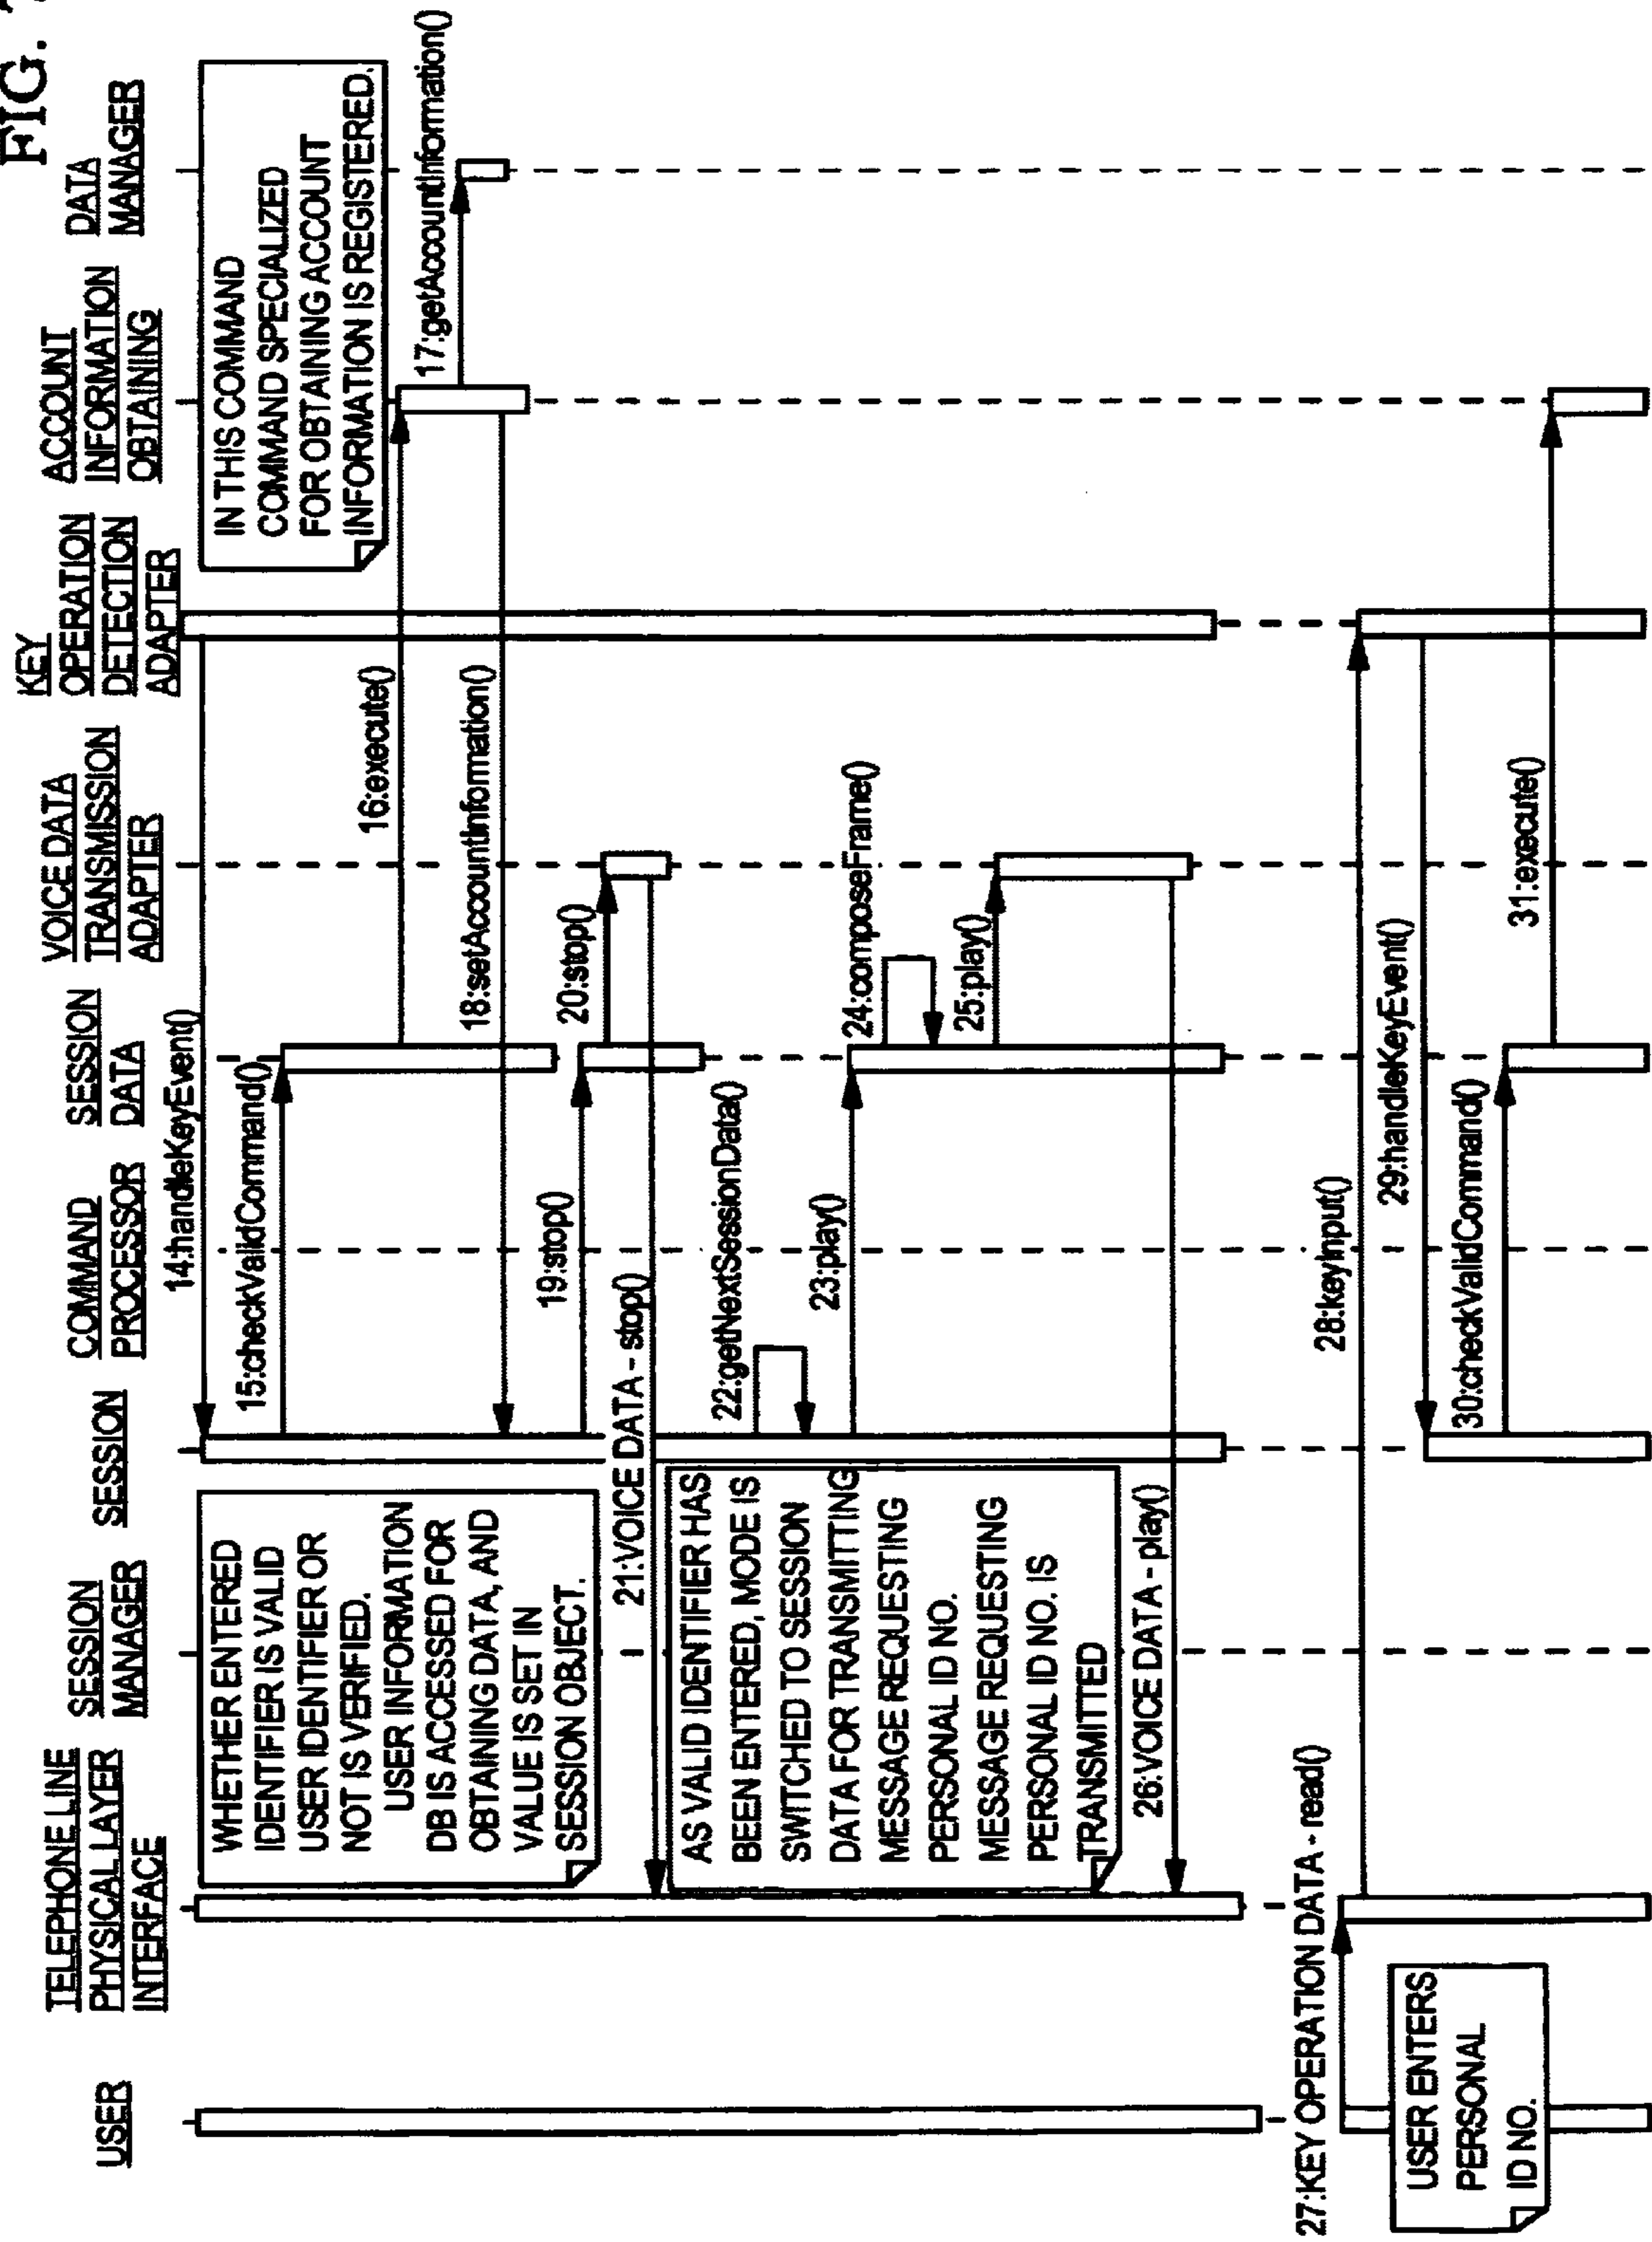 FIG.
USER
TELEPHONE LINE
PHYSICAL LAYER
INTERFACE
SESSION
MANAGER
SESSION
COMMAND
PROCESSOR
SESSION
DATA
VOICE DATA
TRANSMISSION
ADAPTER
KEY
OPERATION
DETECTION
ADAPTER
ACCOUNT
INFORMATION
OBTAINING
DATA
MANAGER
14:handleKeyEvent()
WHETHER ENTERED
IDENTIFIER IS VALID
USER IDENTIFIER OR
NOT IS VERIFIED.
USER INFORMATION
DB IS ACCESSED FOR
OBTAINING DATA, AND
VALUE IS SET IN
SESSION OBJECT.
15:checkValidCommand()
IN THIS COMMAND
COMMAND SPECIALIZED
FOR OBTAINING ACCOUNT
INFORMATION IS REGISTERED.
16:execute()
17:getAccountInformation()
18:setAccountInformation()
19:stop()
20:stop()
21:VOICE DATA - stop()
AS VALID IDENTIFIER HAS
BEEN ENTERED, MODE IS
SWITCHED TO SESSION
DATA FOR TRANSMITTING
MESSAGE REQUESTING
PERSONAL ID NO.
MESSAGE REQUESTING
PERSONAL ID NO. IS
TRANSMITTED
22:getNextSessionData()
23:play()
24:composeFrame()
25:play()
26:VOICE DATA - play()
27:KEY OPERATION DATA - read()
USER ENTERS
PERSONAL
ID NO.
28:keyInput()
29:handleKeyEvent()
30:checkValidCommand()
31:execute()